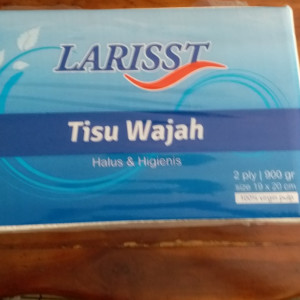 LARISST
Tisu Wajah
Halus & Higienis
2 ply | 900 gr
size 19 x 20 cm
100% virgin pulp